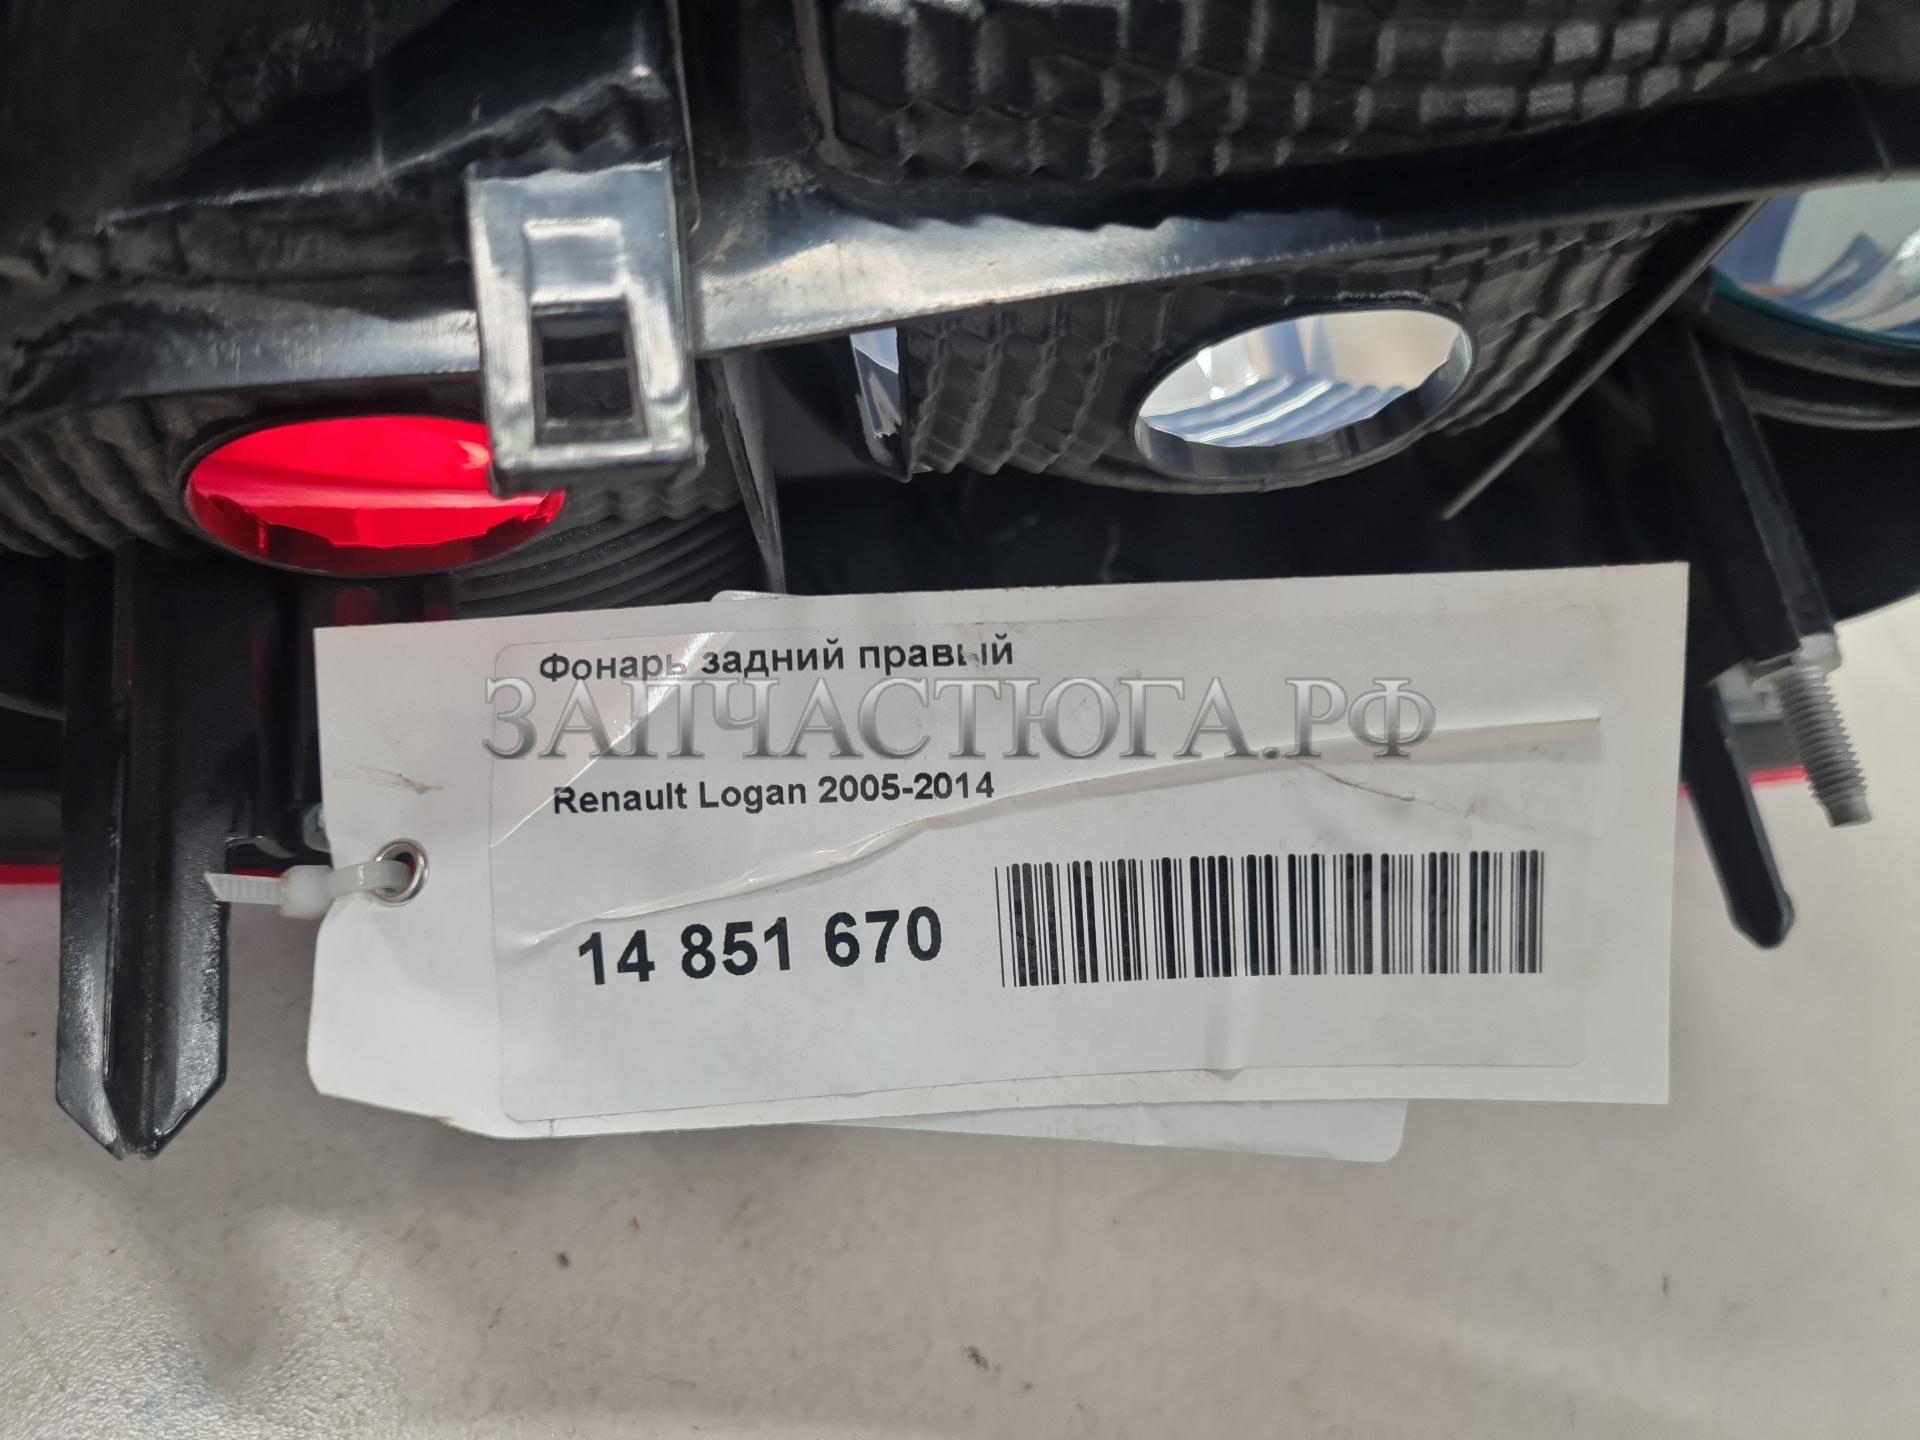 Фонарь задний правый
ЗАПЧАСТЮГА.РФ
Renault Logan 2005-2014
14 851 670